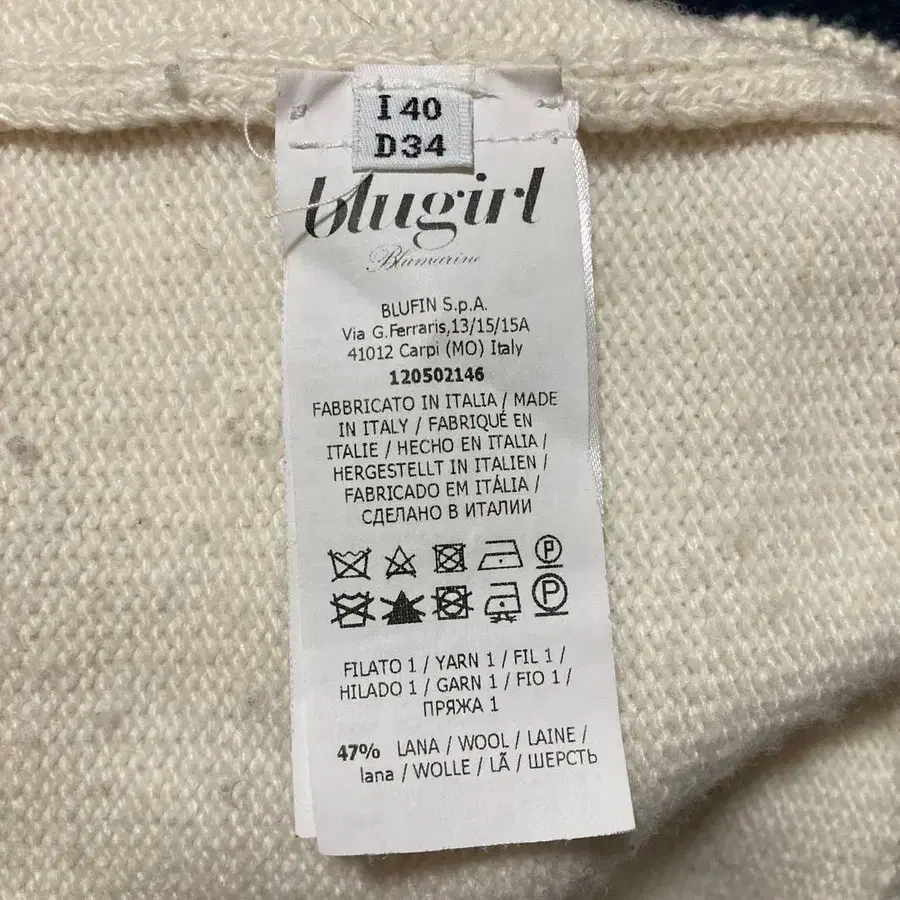 I 40
D34
blugirl
Blumarine
BLUFIN S.p.A.
Via G.Ferraris,13/15/15A
41012 Carpi (MO) Italy
120502146
FABBRICATO IN ITALIA / MADE
IN ITALY / FABRIQUÉ EN
ITALIE / HECHO EN ITALIA /
HERGESTELLT IN ITALIEN /
FABRICADO EM ITÁLIA /
СДЕЛАНО В ИТАЛИИ
P
P
FILATO 1 / YARN 1 / FIL 1 /
HILADO 1 / GARN 1 / FIO 1 /
ПРЯЖА 1
47% LANA / WOOL / LAINE /
lana / WOLLE / LÃ / ШЕРСТЬ